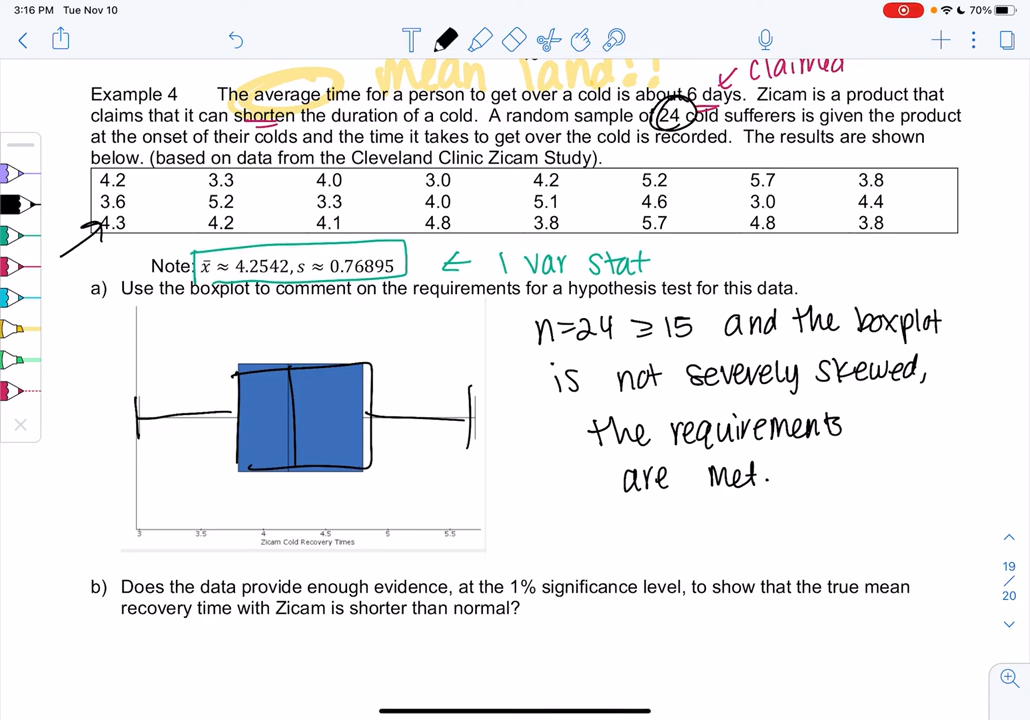 3:16 PM Tue Nov 10
70%
mean land!!
claimed
Example 4 The average time for a person to get over a cold is about 6 days. Zicam is a product that
claims that it can shorten the duration of a cold. A random sample of 24 cold sufferers is given the product
at the onset of their colds and the time it takes to get over the cold is recorded. The results are shown
below. (based on data from the Cleveland Clinic Zicam Study).
4.2 3.3 4.0 3.0 4.2 5.2 5.7 3.8
3.6 5.2 3.3 4.0 5.1 4.6 3.0 4.4
4.3 4.2 4.1 4.8 3.8 5.7 4.8 3.8
Note: x̄ ≈ 4.2542, s ≈ 0.76895 ← 1 var stat
a) Use the boxplot to comment on the requirements for a hypothesis test for this data.
n=24 ≥ 15 and the boxplot
is not severely skewed,
the requirements
are met.
3 3.5 4 4.5 5 5.5
Zicam Cold Recovery Times
b) Does the data provide enough evidence, at the 1% significance level, to show that the true mean
recovery time with Zicam is shorter than normal?
19
/
20